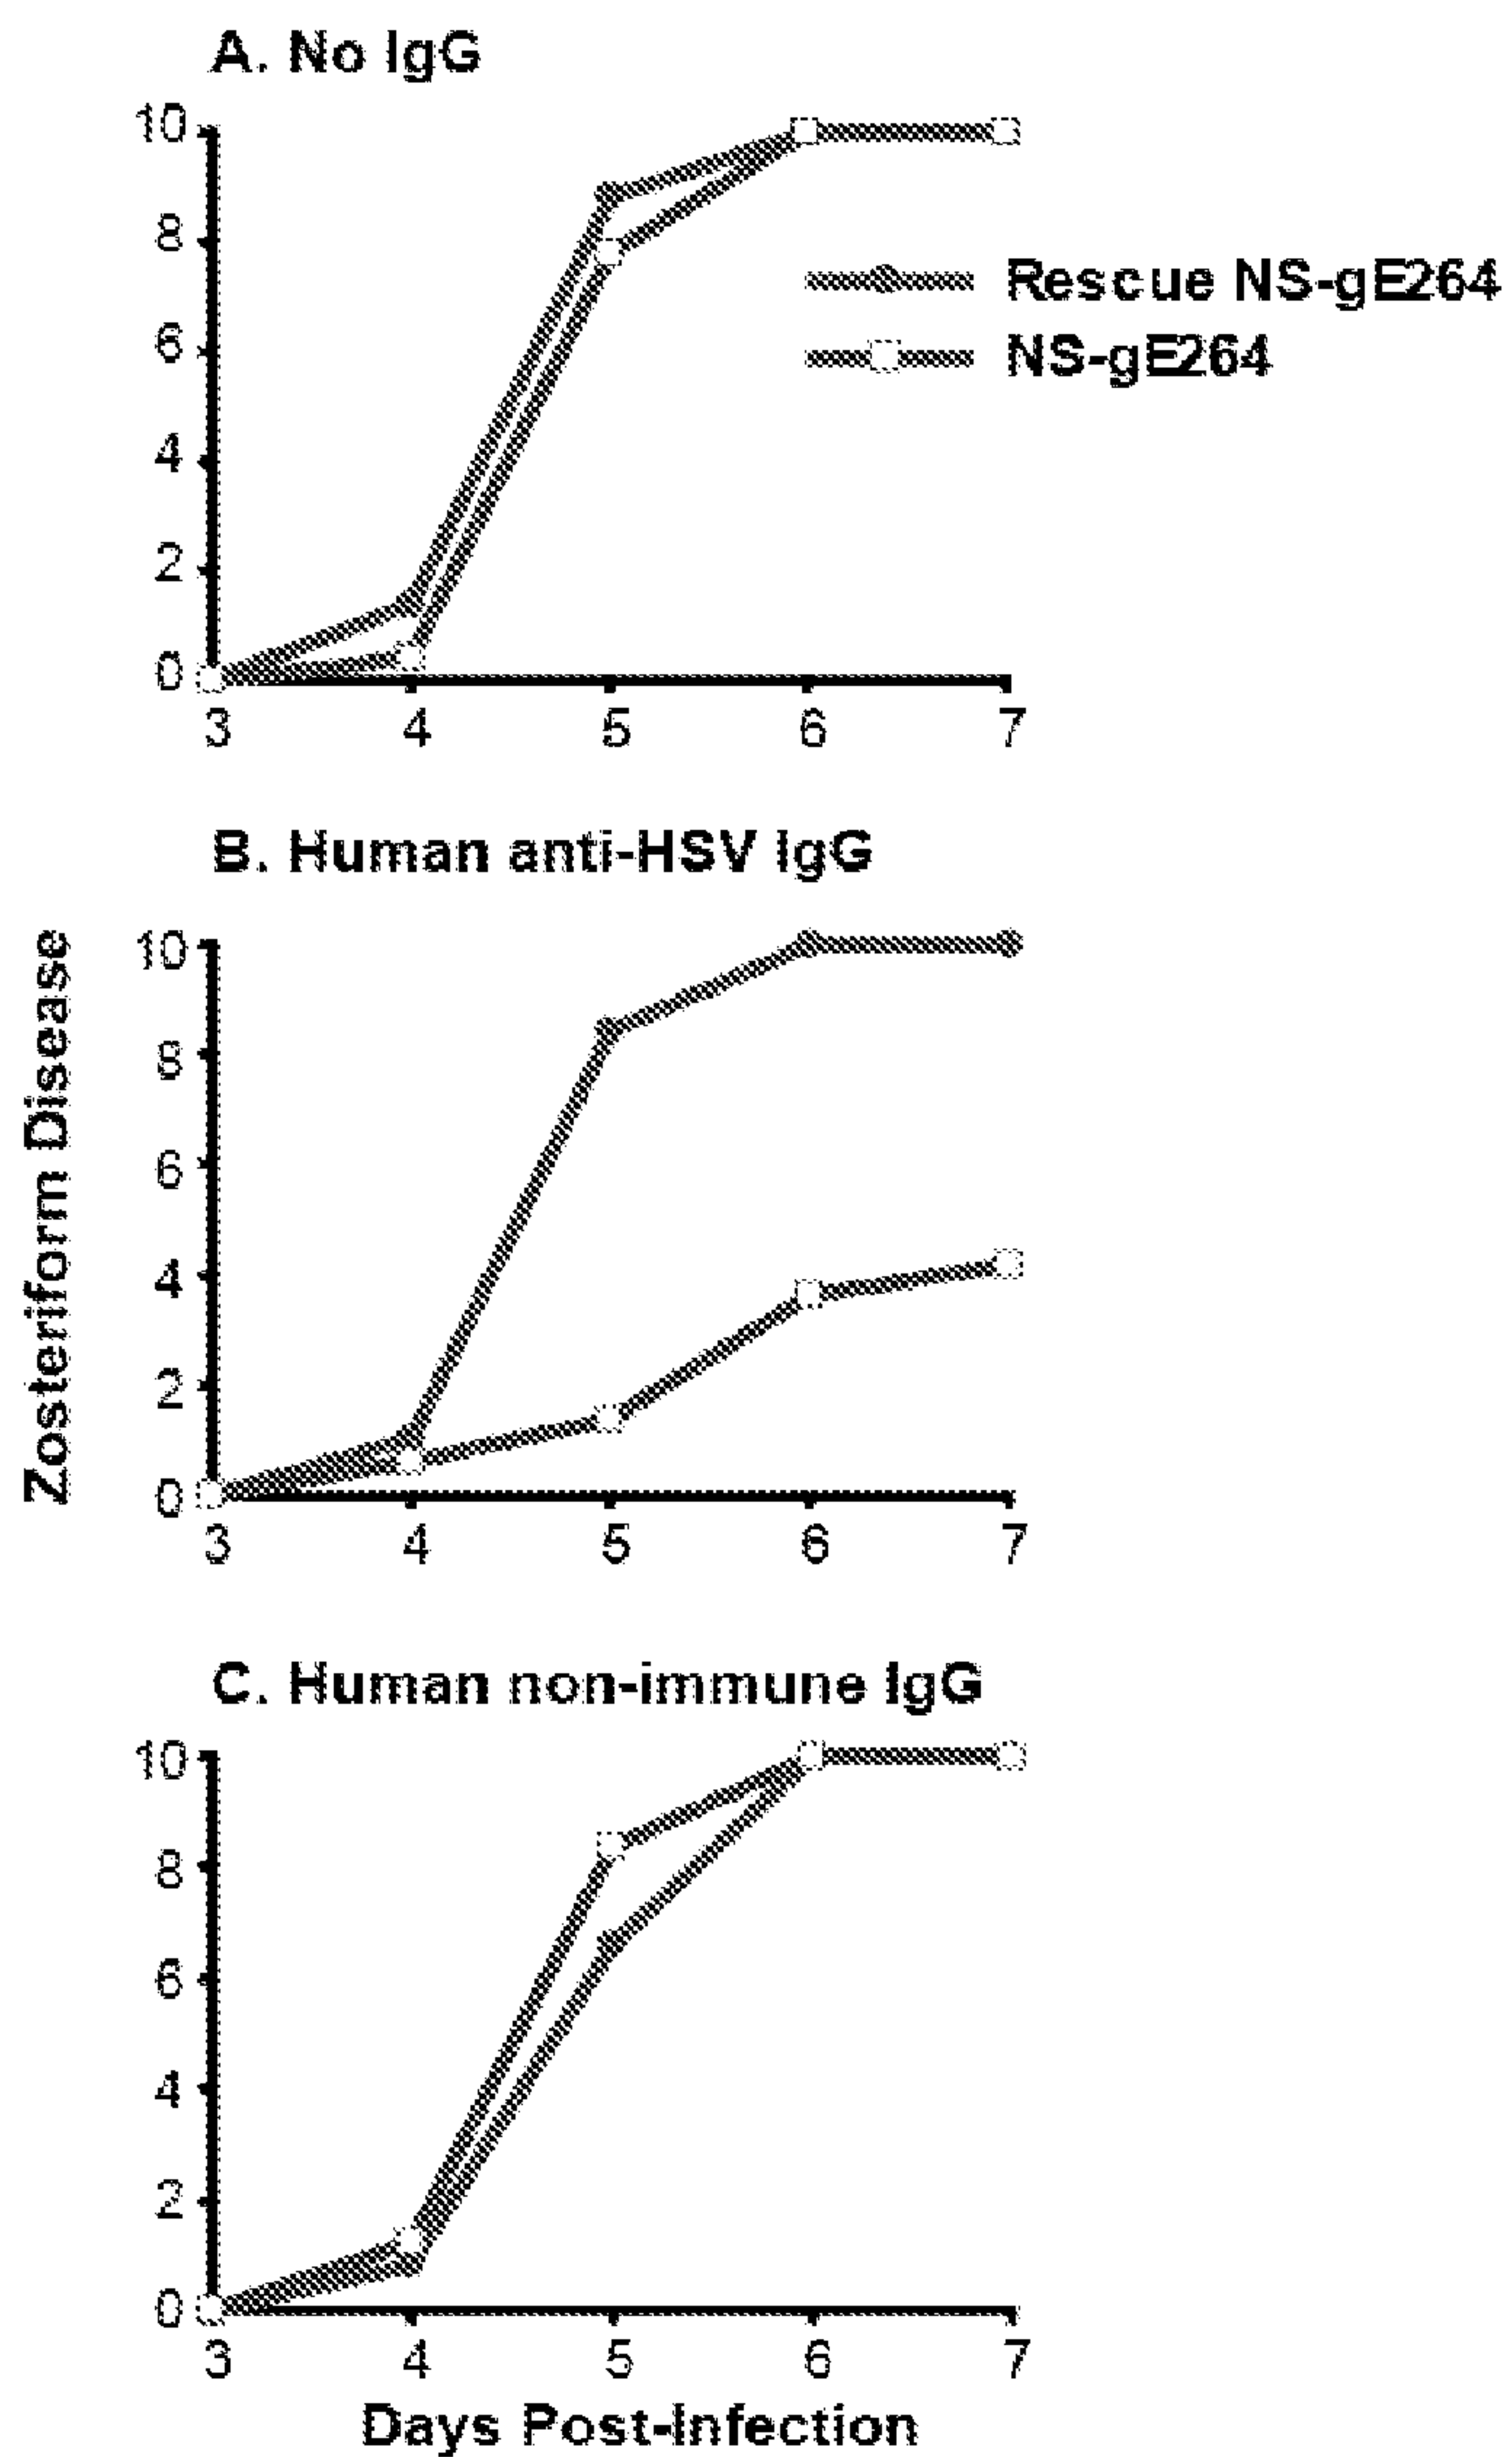 A. No IgG
10
8
6
4
2
0
3 4 5 6 7
Rescue NS-gE264
NS-gE264
B. Human anti-HSV IgG
Zosteriform Disease
10
8
6
4
2
0
3 4 5 6 7
C. Human non-immune IgG
10
8
6
4
2
0
3 4 5 6 7
Days Post-Infection